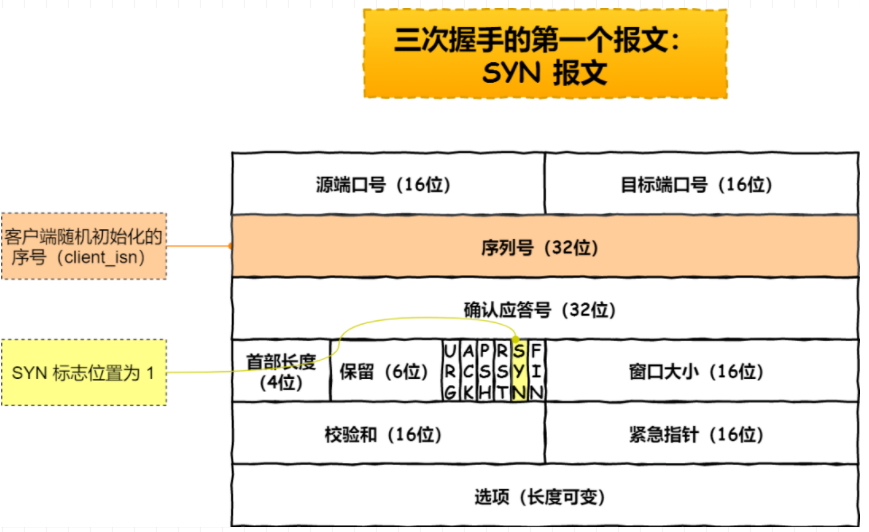 三次握手的第一个报文：
SYN 报文
源端口号（16位）
目标端口号（16位）
客户端随机初始化的
序号（client_isn）
序列号（32位）
确认应答号（32位）
SYN 标志位置为 1
首部长度
（4位）
保留（6位）
URG
ACK
PSH
RST
SYN
FIN
窗口大小（16位）
校验和（16位）
紧急指针（16位）
选项（长度可变）